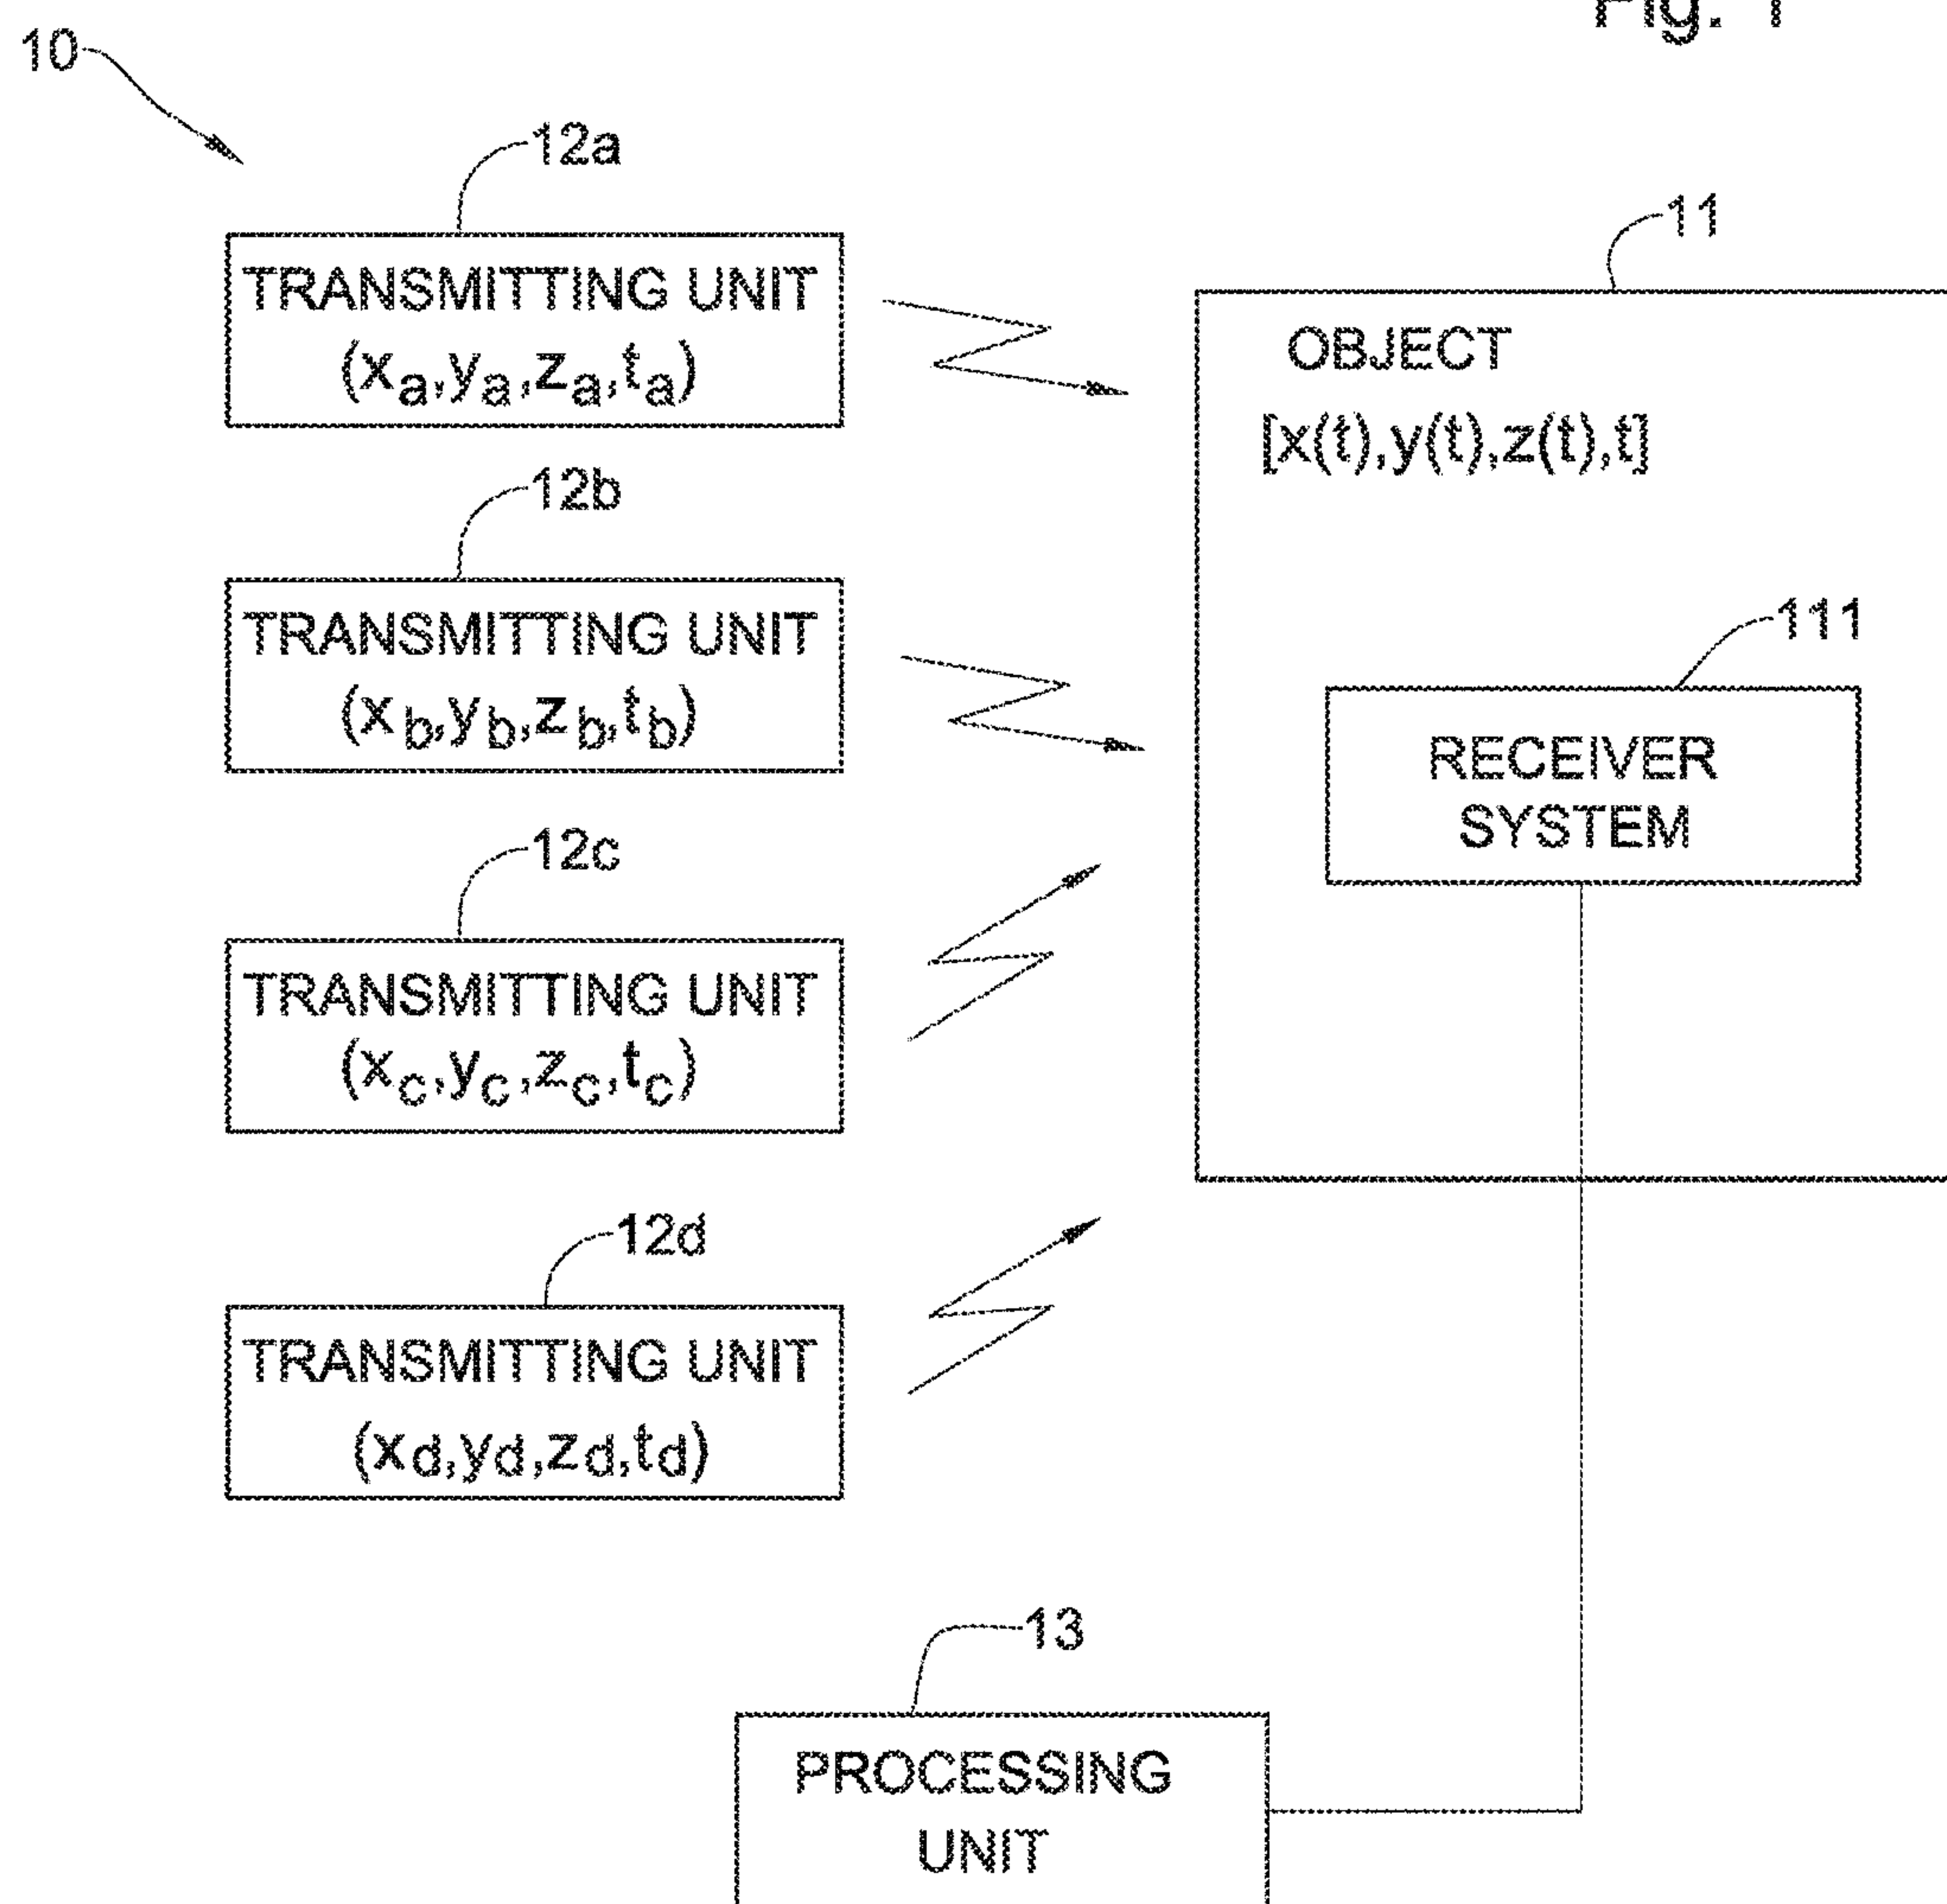 Fig. 1
10
12a
TRANSMITTING UNIT
(xa,ya,za,ta)
12b
TRANSMITTING UNIT
(xb,yb,zb,tb)
12c
TRANSMITTING UNIT
(xc,yc,zc,tc)
12d
TRANSMITTING UNIT
(xd,yd,zd,td)
11
OBJECT
[x(t),y(t),z(t),t]
111
RECEIVER
SYSTEM
13
PROCESSING
UNIT